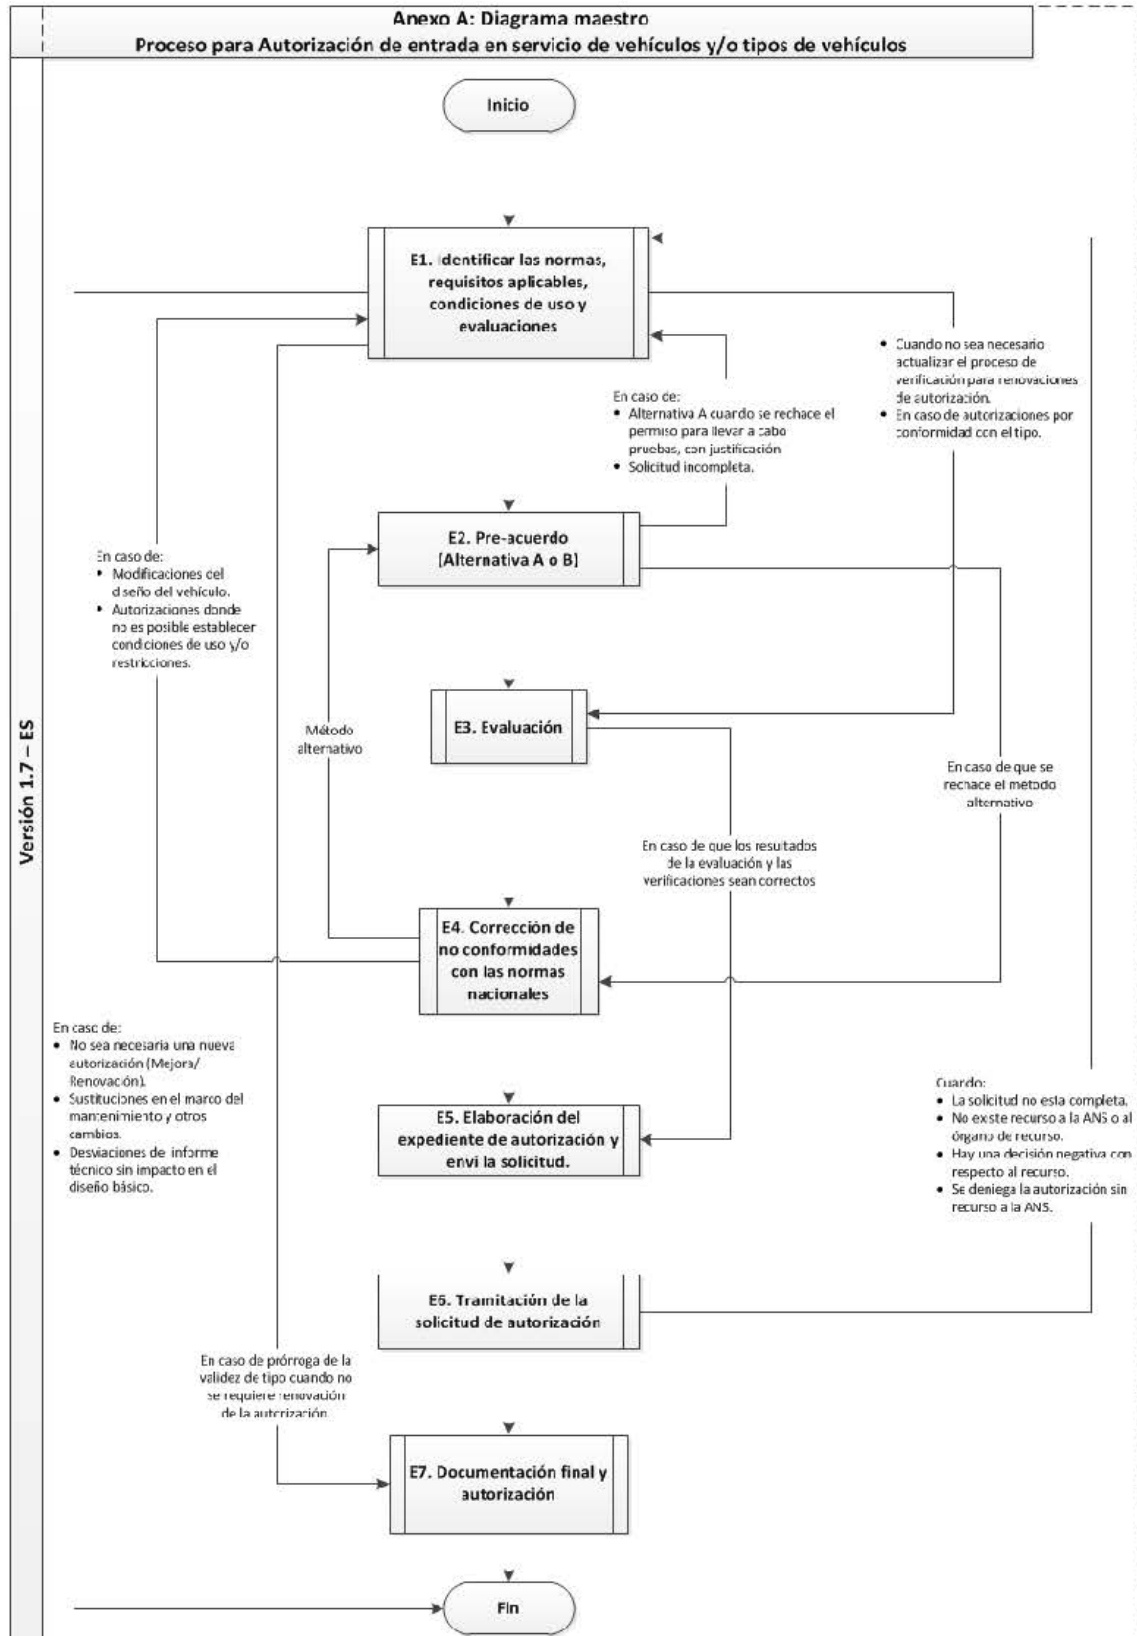 Anexo A: Diagrama maestro
Proceso para Autorización de entrada en servicio de vehículos y/o tipos de vehículos
Versión 1.7 – ES
Inicio
E1. Identificar las normas,
requisitos aplicables,
condiciones de uso y
evaluaciones
• Cuando no sea necesario
actualizar el proceso de
verificación para renovaciones
de autorización.
• En caso de autorizaciones por
conformidad con el tipo.
En caso de:
• Alternativa A cuando se rechace el
permiso para llevar a cabo
pruebas, con justificación
• Solicitud incompleta.
E2. Pre-acuerdo
(Alternativa A o B)
En caso de:
• Modificaciones del
diseño del vehículo.
• Autorizaciones donde
no es posible establecer
condiciones de uso y/o
restricciones.
E3. Evaluación
Método
alternativo
En caso de que se
rechace el método
alternativo
En caso de que los resultados
de la evaluación y las
verificaciones sean correctos
E4. Corrección de
no conformidades
con las normas
nacionales
En caso de:
• No sea necesaria una nueva
autorización (Mejora/
Renovación).
• Sustituciones en el marco del
mantenimiento y otros
cambios.
• Desviaciones de informe
técnico sin impacto en el
diseño básico.
E5. Elaboración del
expediente de autorización y
envi la solicitud.
Cuando:
• La solicitud no esta completa.
• No existe recurso a la ANS o al
órgano de recurso.
• Hay una decisión negativa con
respecto al recurso.
• Se deniega la autorización sin
recurso a la ANS.
E6. Tramitación de la
solicitud de autorización
En caso de prórroga de la
validez de tipo cuando no
se requiere renovación
de la autorización
E7. Documentación final y
autorización
Fin